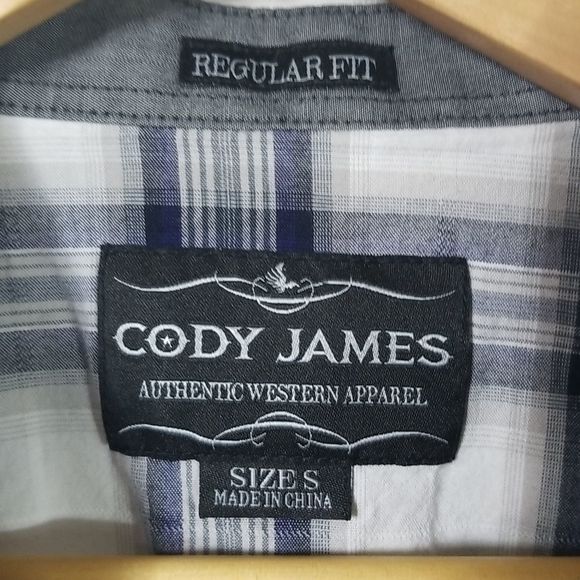 REGULAR FIT
CODY JAMES
AUTHENTIC WESTERN APPAREL
SIZE S
MADE IN CHINA